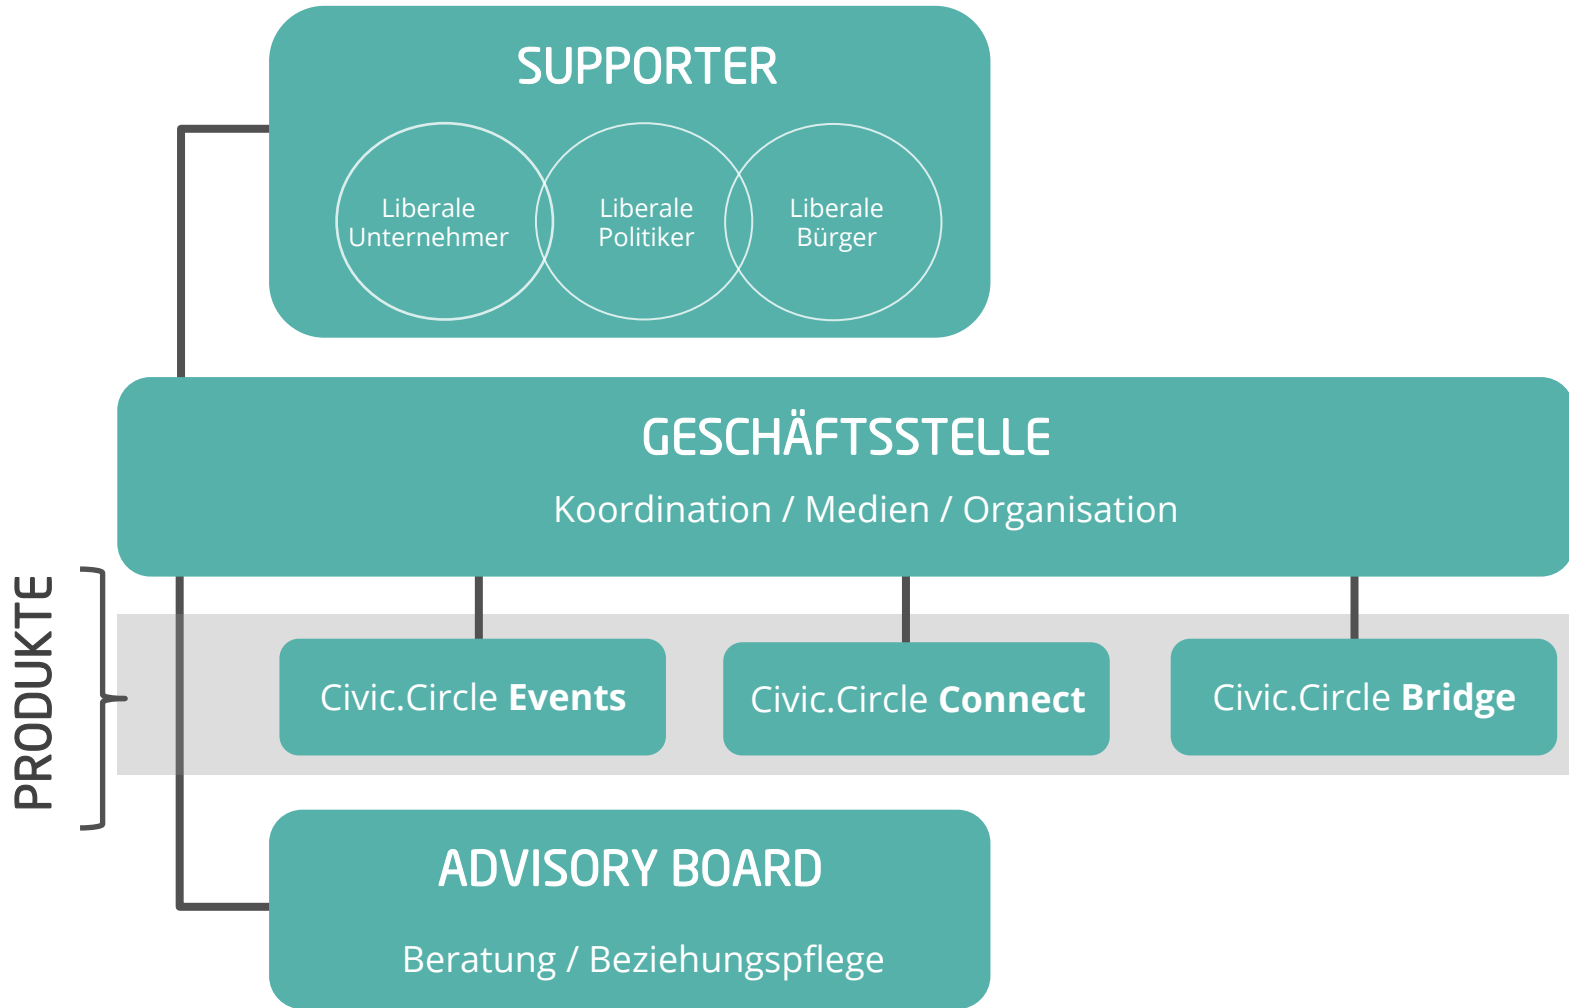 SUPPORTER
Liberale
Unternehmer
Liberale
Politiker
Liberale
Bürger
GESCHÄFTSSTELLE
Koordination / Medien / Organisation
PRODUKTE
Civic.Circle Events
Civic.Circle Connect
Civic.Circle Bridge
ADVISORY BOARD
Beratung / Beziehungspflege